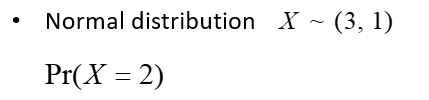 • Normal distribution X ~ (3, 1)
Pr(X = 2)